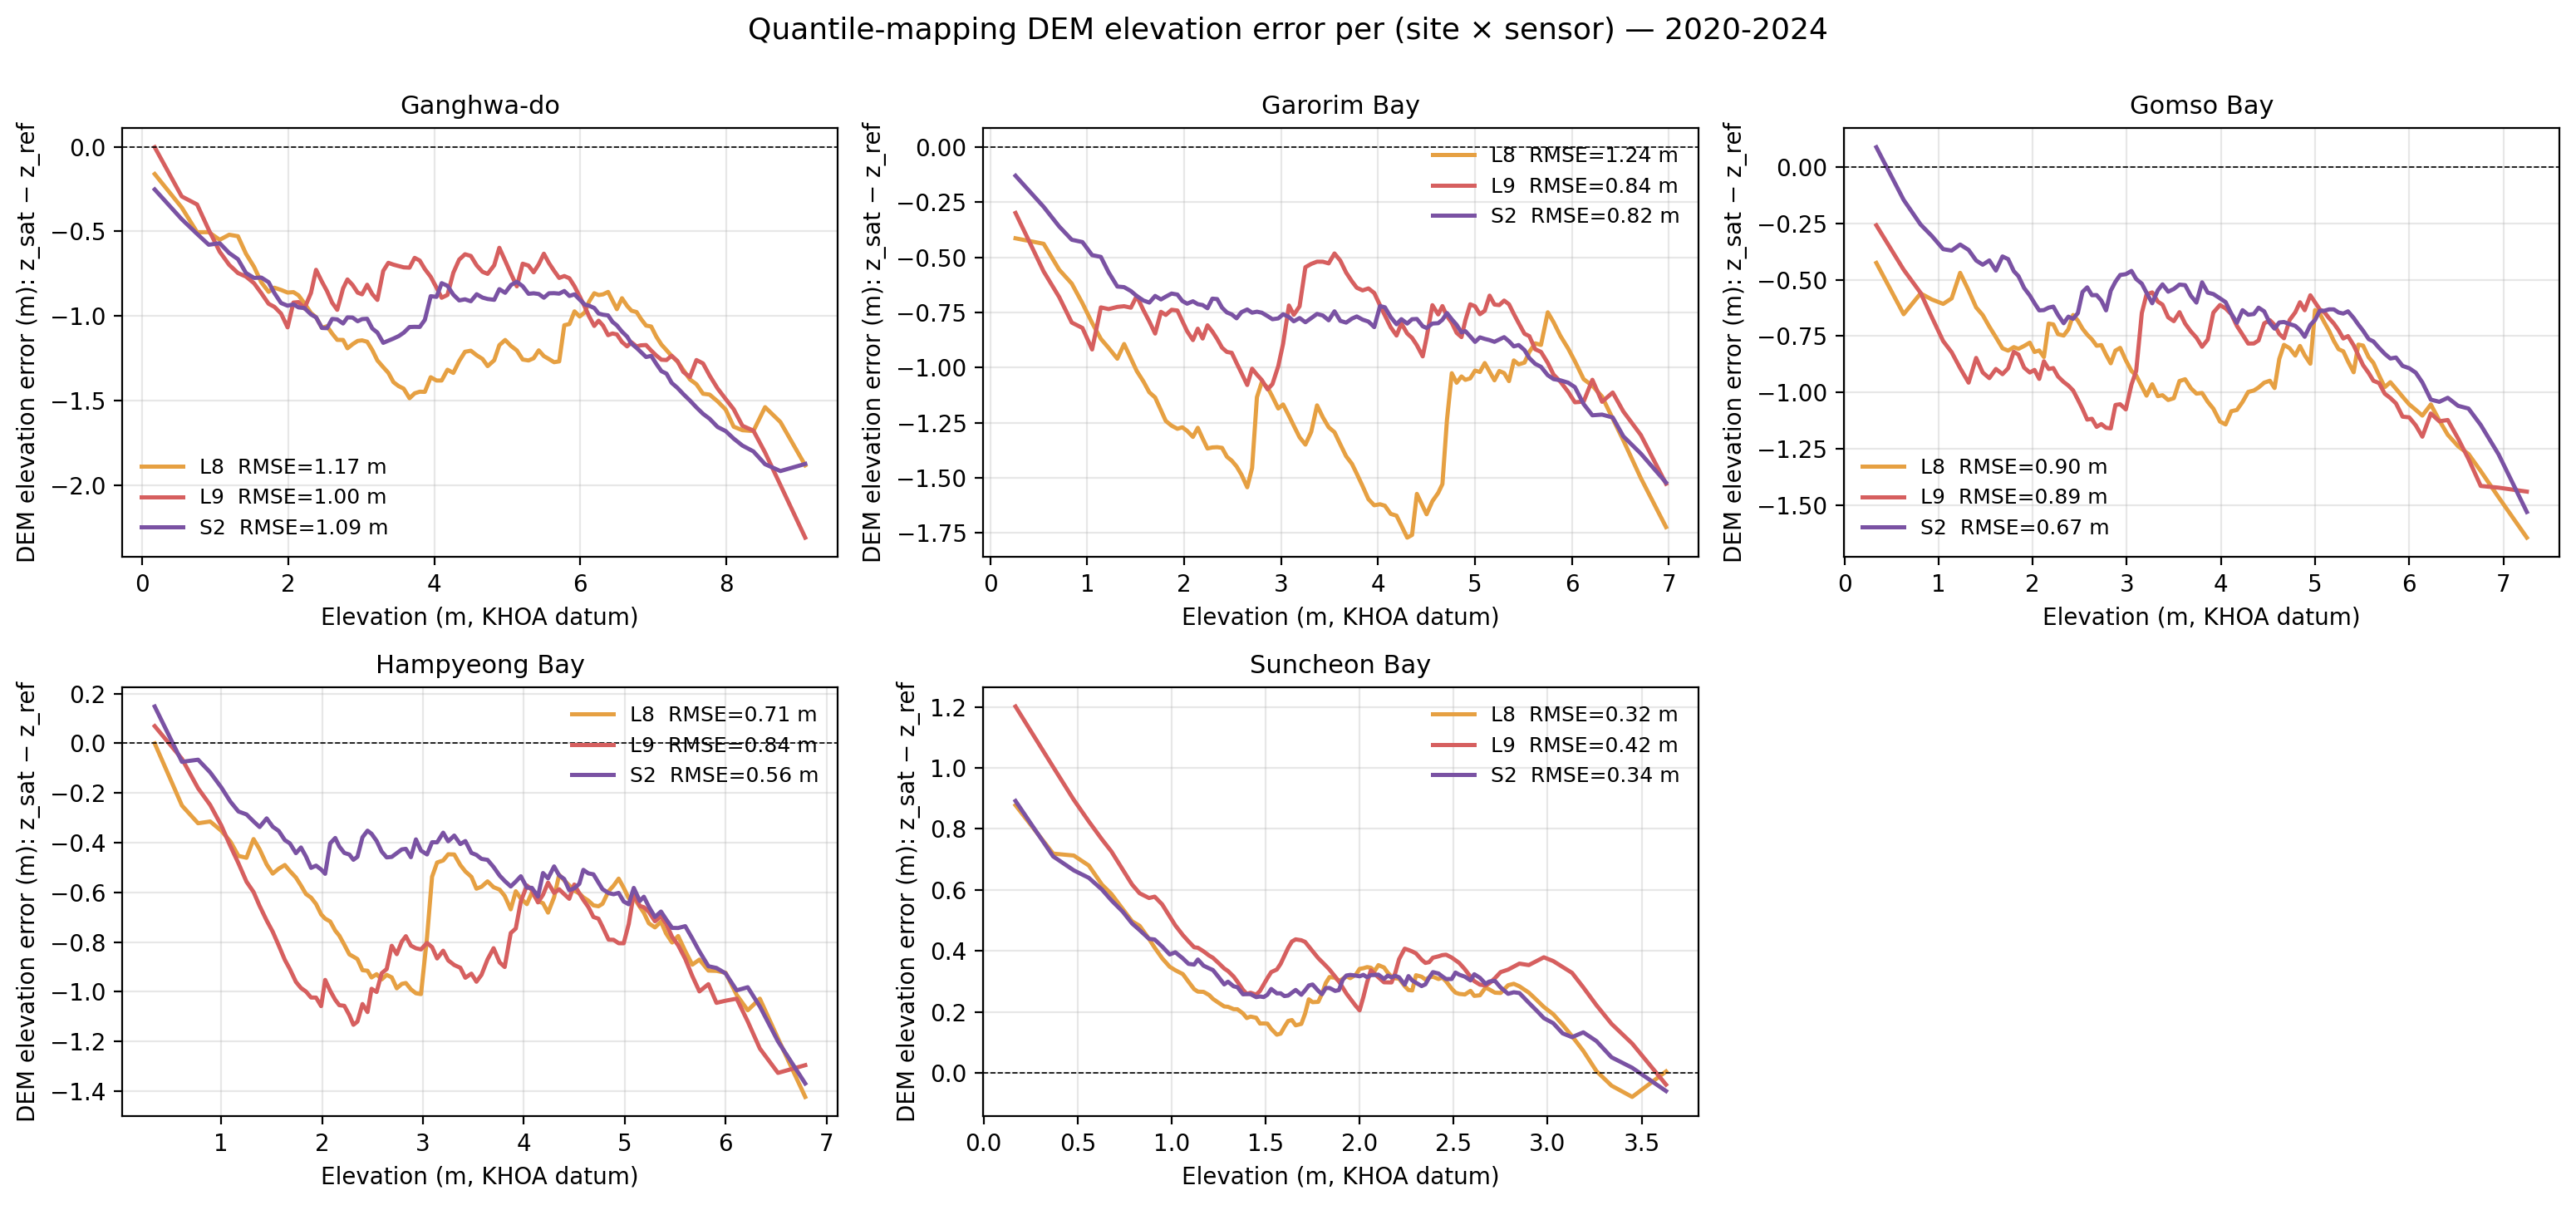 Quantile-mapping DEM elevation error per (site × sensor) — 2020-2024
Ganghwa-do
DEM elevation error (m): z_sat − z_ref
0.0
−0.5
−1.0
−1.5
−2.0
L8 RMSE=1.17 m
L9 RMSE=1.00 m
S2 RMSE=1.09 m
0 2 4 6 8
Elevation (m, KHOA datum)
Garorim Bay
DEM elevation error (m): z_sat − z_ref
0.00
−0.25
−0.50
−0.75
−1.00
−1.25
−1.50
−1.75
L8 RMSE=1.24 m
L9 RMSE=0.84 m
S2 RMSE=0.82 m
0 1 2 3 4 5 6 7
Elevation (m, KHOA datum)
Gomso Bay
DEM elevation error (m): z_sat − z_ref
0.00
−0.25
−0.50
−0.75
−1.00
−1.25
−1.50
L8 RMSE=0.90 m
L9 RMSE=0.89 m
S2 RMSE=0.67 m
0 1 2 3 4 5 6 7
Elevation (m, KHOA datum)
Hampyeong Bay
DEM elevation error (m): z_sat − z_ref
0.2
0.0
−0.2
−0.4
−0.6
−0.8
−1.0
−1.2
−1.4
L8 RMSE=0.71 m
L9 RMSE=0.84 m
S2 RMSE=0.56 m
1 2 3 4 5 6 7
Elevation (m, KHOA datum)
Suncheon Bay
DEM elevation error (m): z_sat − z_ref
1.2
1.0
0.8
0.6
0.4
0.2
0.0
L8 RMSE=0.32 m
L9 RMSE=0.42 m
S2 RMSE=0.34 m
0.0 0.5 1.0 1.5 2.0 2.5 3.0 3.5
Elevation (m, KHOA datum)